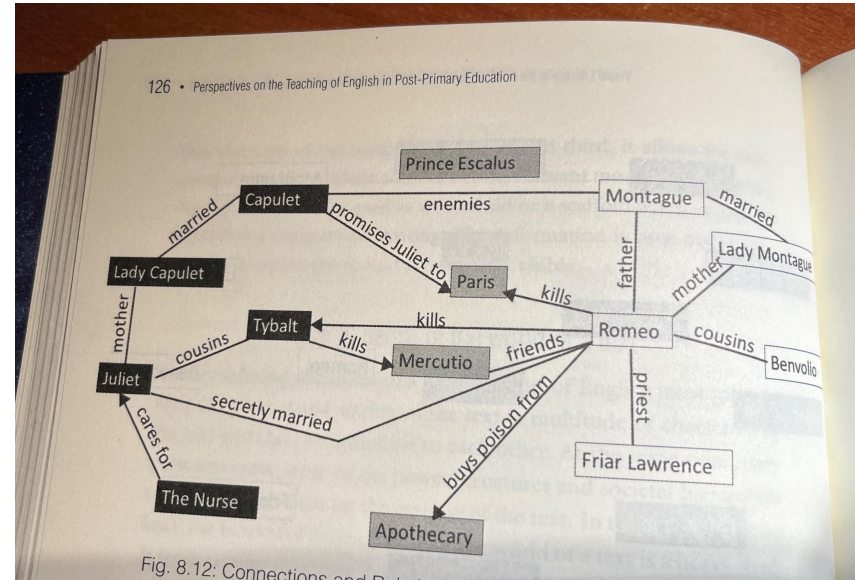 126 • Perspectives on the Teaching of English in Post-Primary Education
Prince Escalus
Capulet
enemies
Montague
married
promises Juliet to
married
Lady Capulet
Lady Montague
Paris
father
mother
kills
mother
Tybalt
kills
Romeo
cousins
kills
Mercutio
friends
cousins
Benvolio
Juliet
secretly married
buys poison from
priest
cares for
Friar Lawrence
The Nurse
Apothecary
Fig. 8.12: Connections and